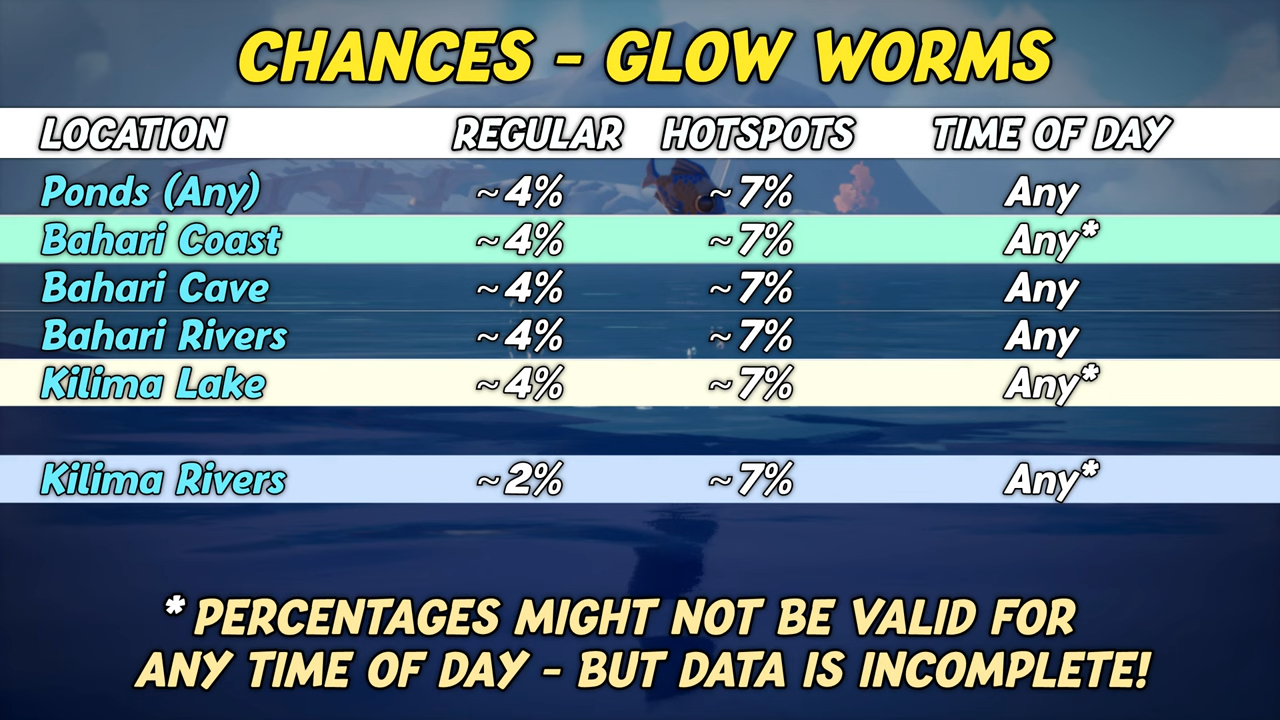 CHANCES - GLOW WORMS
LOCATION REGULAR HOTSPOTS TIME OF DAY
Ponds (Any) ~4% ~7% Any
Bahari Coast ~4% ~7% Any*
Bahari Cave ~4% ~7% Any
Bahari Rivers ~4% ~7% Any
Kilima Lake ~4% ~7% Any*
Kilima Rivers ~2% ~7% Any*
* PERCENTAGES MIGHT NOT BE VALID FOR
ANY TIME OF DAY - BUT DATA IS INCOMPLETE!